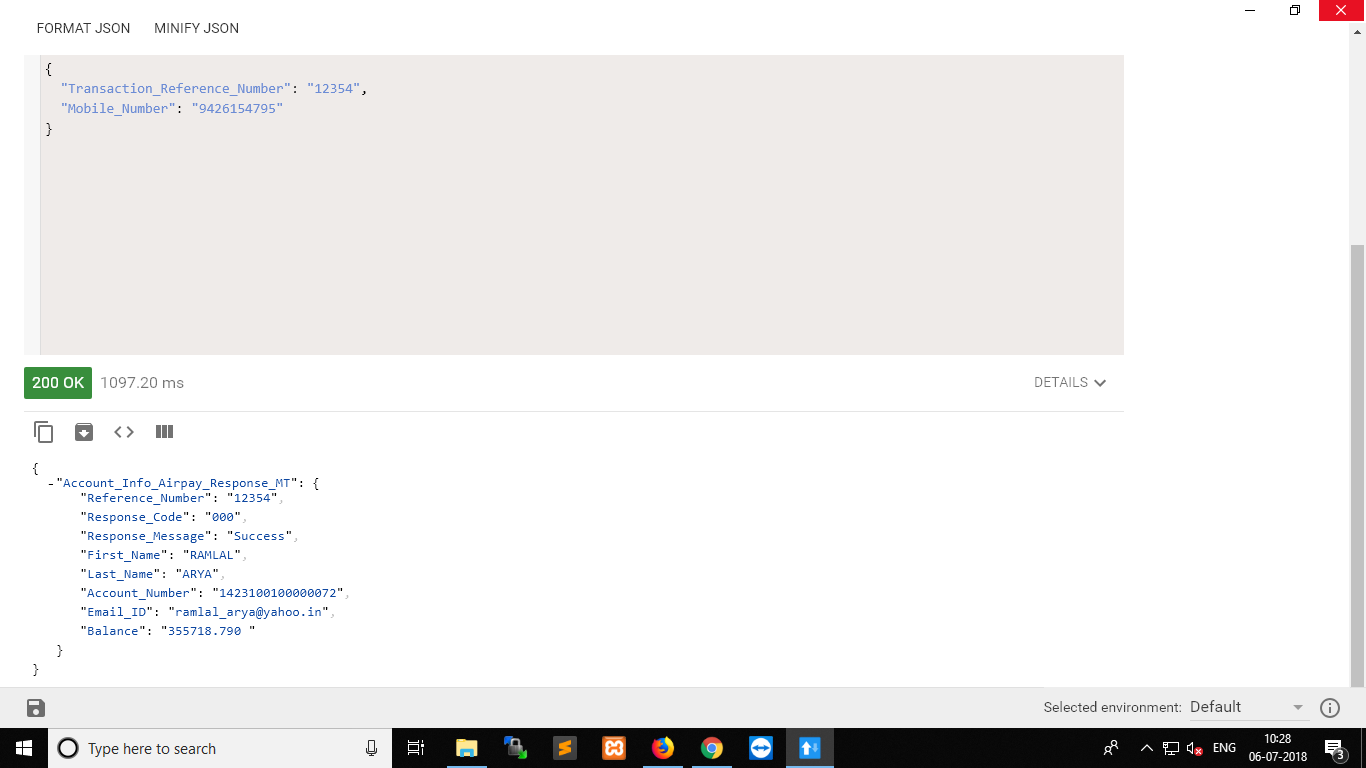 FORMAT JSON MINIFY JSON
{
"Transaction_Reference_Number": "12354",
"Mobile_Number": "9426154795"
}
200 OK 1097.20 ms DETAILS
{
-"Account_Info_Airpay_Response_MT": {
"Reference_Number": "12354",
"Response_Code": "000",
"Response_Message": "Success",
"First_Name": "RAMLAL",
"Last_Name": "ARYA",
"Account_Number": "1423100100000072",
"Email_ID": "ramlal_arya@yahoo.in",
"Balance": "355718.790 "
}
}
Selected environment: Default
Type here to search
ENG
10:28
06-07-2018
3